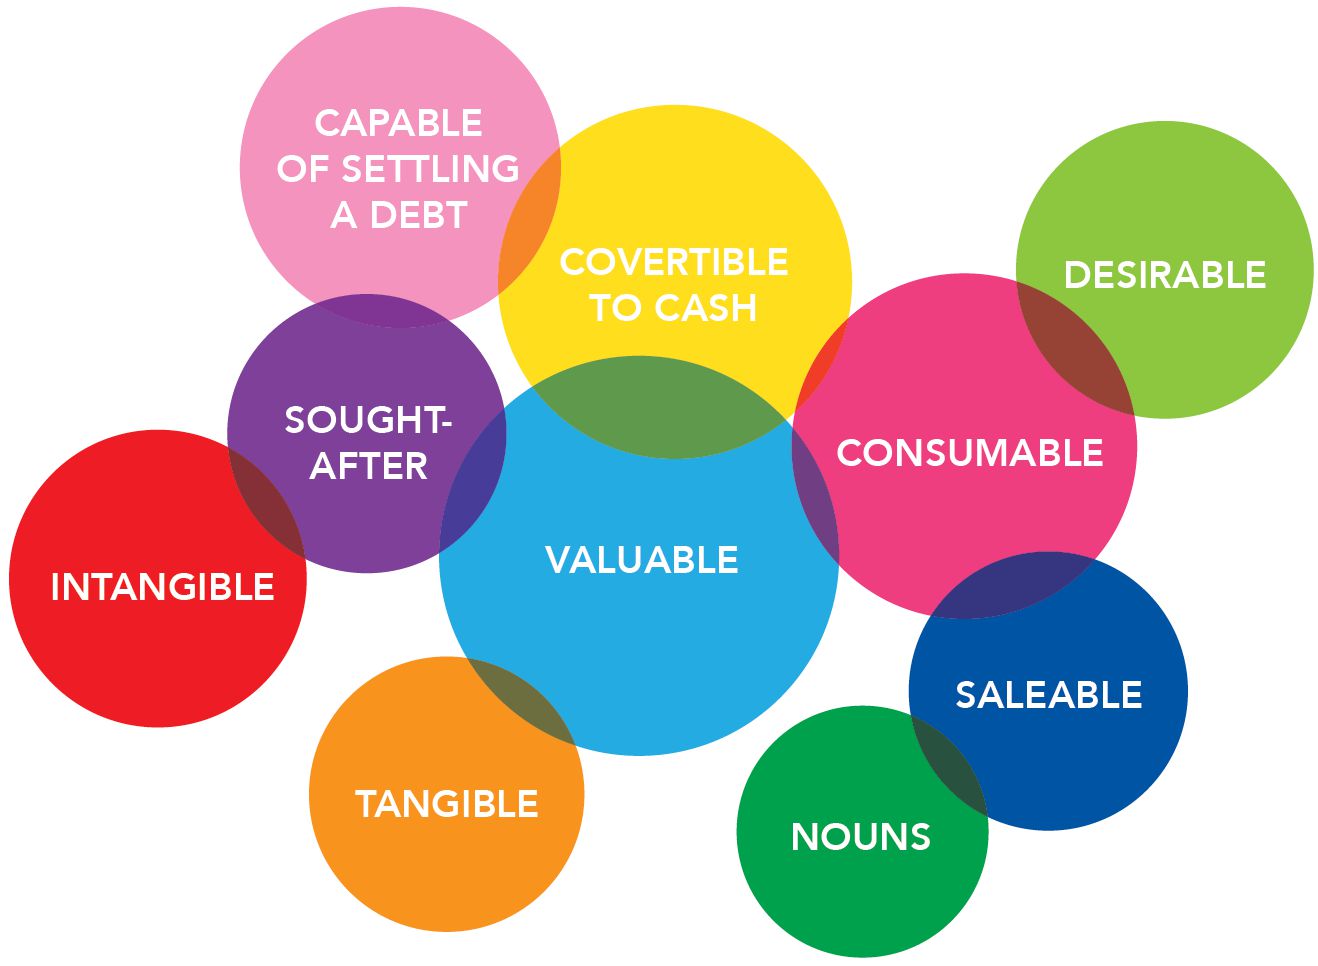 CAPABLE
OF SETTLING
A DEBT
COVERTIBLE
TO CASH
DESIRABLE
SOUGHT-
AFTER
CONSUMABLE
INTANGIBLE
VALUABLE
SALEABLE
TANGIBLE
NOUNS